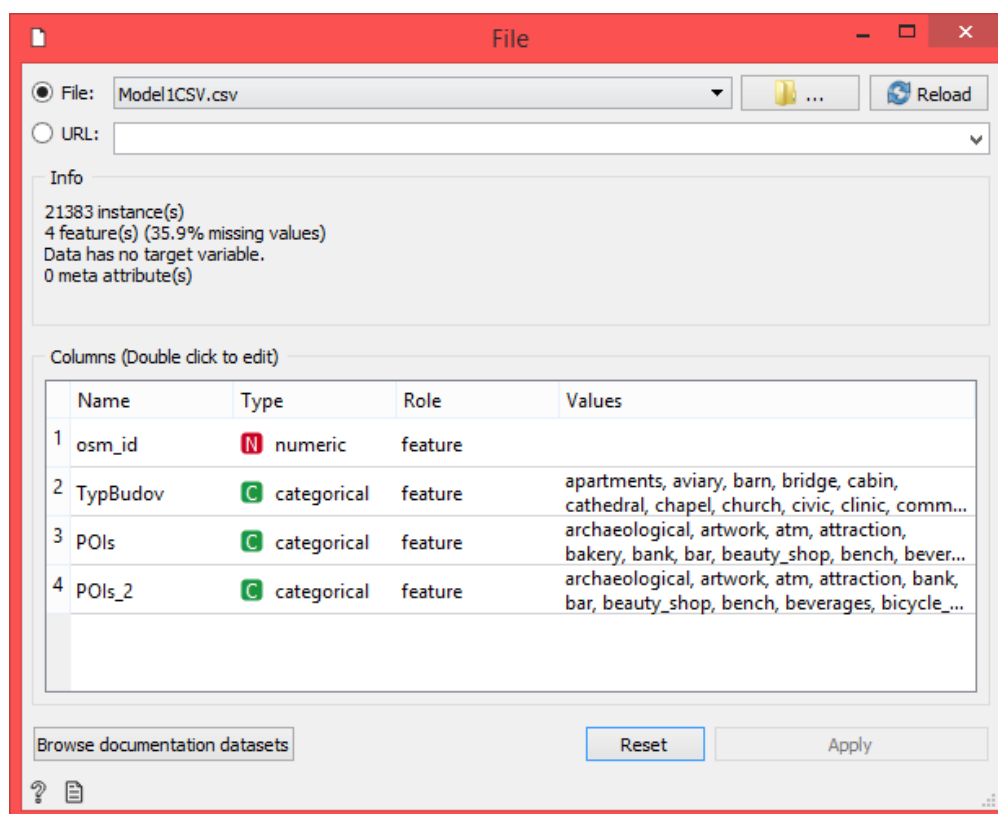 File
File: Model1CSV.csv ... Reload
URL:
Info
21383 instance(s)
4 feature(s) (35.9% missing values)
Data has no target variable.
0 meta attribute(s)
Columns (Double click to edit)
Name Type Role Values
1 osm_id N numeric feature
2 TypBudov C categorical feature apartments, aviary, barn, bridge, cabin,
cathedral, chapel, church, civic, clinic, comm...
3 POIs C categorical feature archaeological, artwork, atm, attraction,
bakery, bank, bar, beauty_shop, bench, bever...
4 POIs_2 C categorical feature archaeological, artwork, atm, attraction, bank,
bar, beauty_shop, bench, beverages, bicycle_...
Browse documentation datasets Reset Apply
?